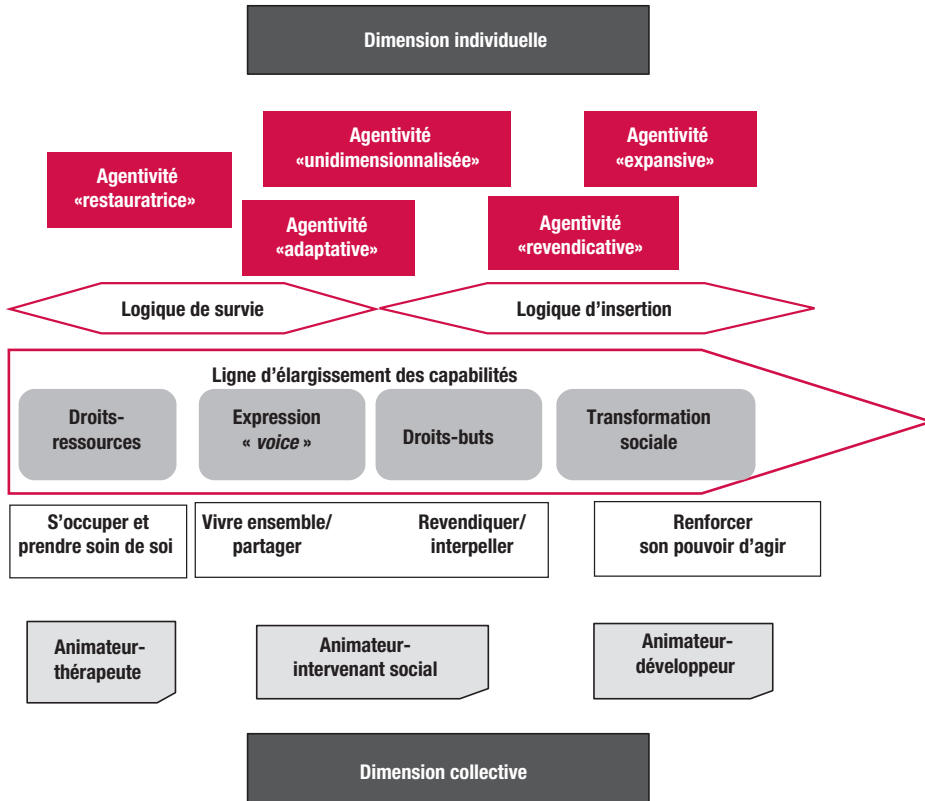 Dimension individuelle
Agentivité
«unidimensionnalisée»
Agentivité
«expansive»
Agentivité
«restauratrice»
Agentivité
«adaptative»
Agentivité
«revendicative»
Logique de survie
Logique d’insertion
Ligne d’élargissement des capabilités
Droits-
ressources
Expression
« voice »
Droits-buts
Transformation
sociale
S’occuper et
prendre soin de soi
Vivre ensemble/
partager
Revendiquer/
interpeller
Renforcer
son pouvoir d’agir
Animateur-
thérapeute
Animateur-
intervenant social
Animateur-
développeur
Dimension collective